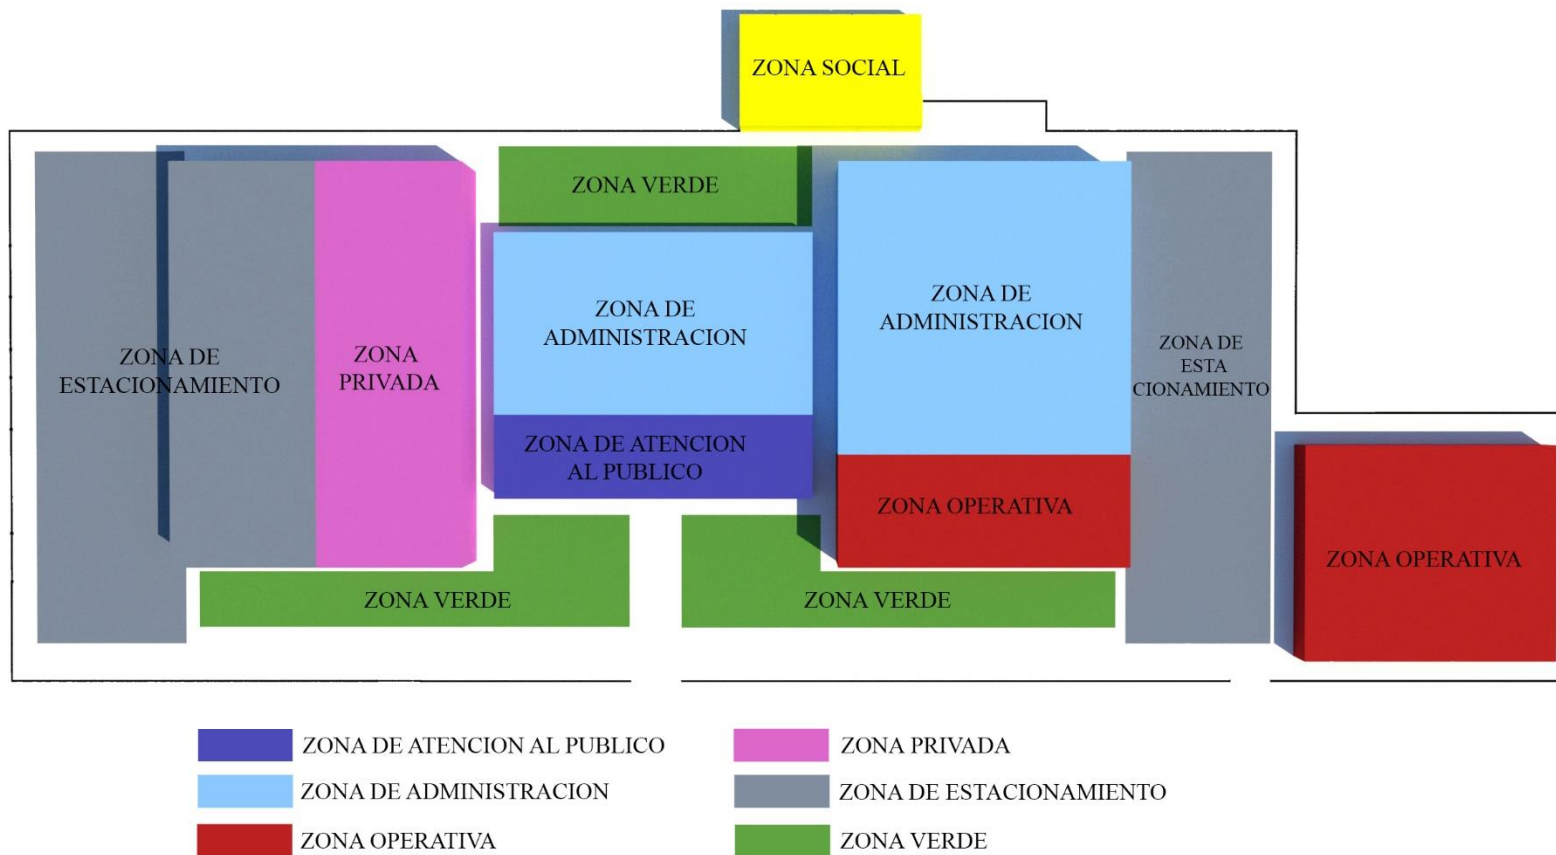 ZONA SOCIAL
ZONA VERDE
ZONA DE
ADMINISTRACION
ZONA DE
ADMINISTRACION
ZONA DE
ESTACIONAMIENTO
ZONA
PRIVADA
ZONA DE
ESTA
CIONAMIENTO
ZONA DE ATENCION
AL PUBLICO
ZONA OPERATIVA
ZONA OPERATIVA
ZONA VERDE
ZONA VERDE
ZONA DE ATENCION AL PUBLICO
ZONA PRIVADA
ZONA DE ADMINISTRACION
ZONA DE ESTACIONAMIENTO
ZONA OPERATIVA
ZONA VERDE